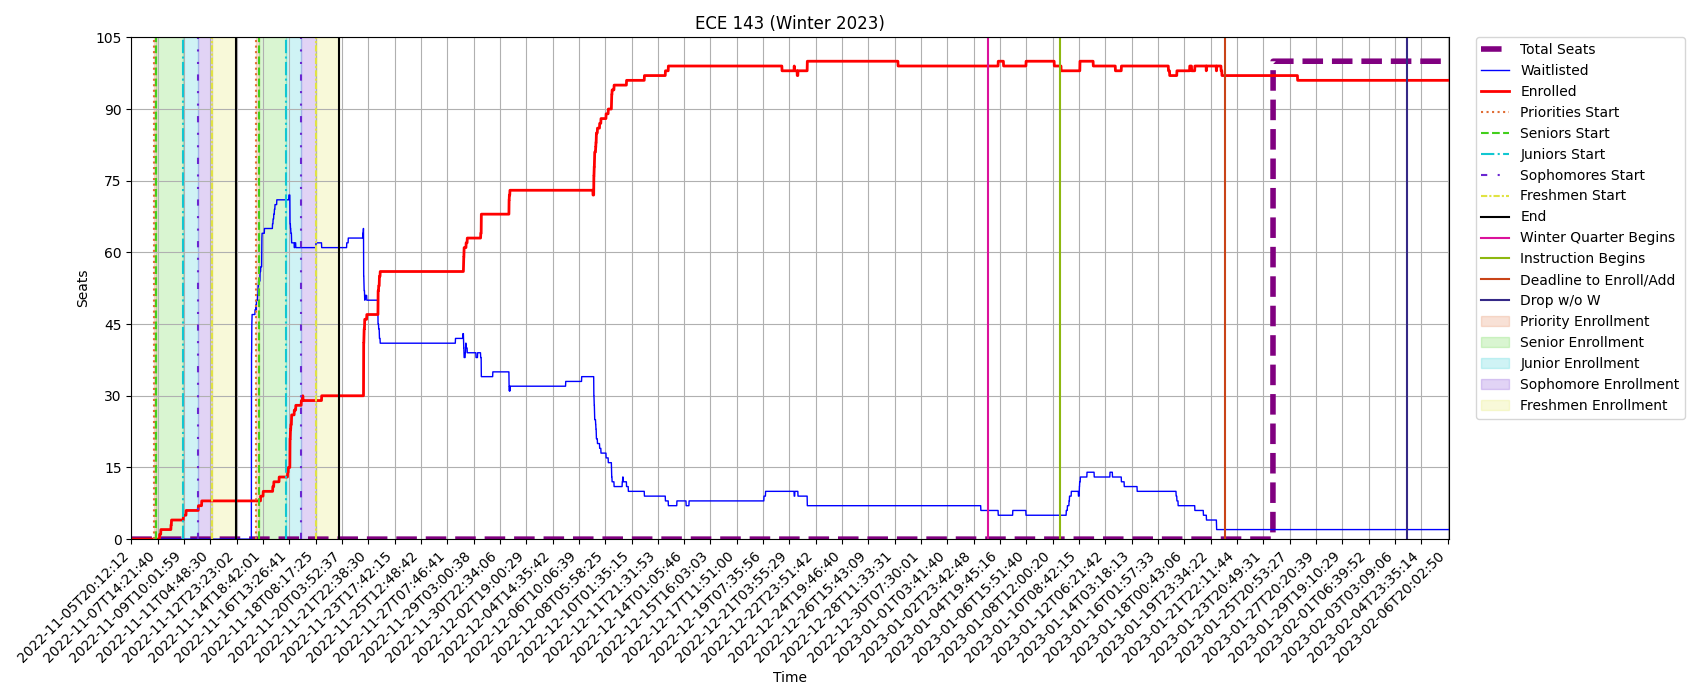 ECE 143 (Winter 2023)
105
90
75
60
45
30
15
0
Seats
2022-11-05T20:12:12
2022-11-07T14:21:40
2022-11-09T10:01:59
2022-11-11T04:48:30
2022-11-12T23:23:02
2022-11-14T18:42:01
2022-11-16T13:26:41
2022-11-18T08:17:25
2022-11-20T03:52:37
2022-11-21T22:38:30
2022-11-23T17:42:15
2022-11-25T12:48:42
2022-11-27T07:46:41
2022-11-29T03:00:38
2022-11-30T22:34:06
2022-12-02T19:00:29
2022-12-04T14:35:42
2022-12-06T10:06:39
2022-12-08T05:58:25
2022-12-10T01:35:15
2022-12-11T21:31:53
2022-12-14T01:05:46
2022-12-15T16:03:03
2022-12-17T11:51:00
2022-12-19T07:35:56
2022-12-21T03:55:29
2022-12-22T23:51:42
2022-12-24T19:46:40
2022-12-26T15:43:09
2022-12-28T11:33:31
2022-12-30T07:30:01
2023-01-01T03:41:40
2023-01-02T23:42:48
2023-01-04T19:45:16
2023-01-06T15:51:40
2023-01-08T12:00:20
2023-01-10T08:42:15
2023-01-12T06:21:42
2023-01-14T03:18:13
2023-01-16T01:57:33
2023-01-18T00:43:06
2023-01-19T23:34:22
2023-01-21T22:11:44
2023-01-23T20:49:31
2023-01-25T20:53:27
2023-01-27T20:20:39
2023-01-29T19:10:29
2023-02-01T06:39:52
2023-02-03T03:09:06
2023-02-04T23:35:14
2023-02-06T20:02:50
Time
Total Seats
Waitlisted
Enrolled
Priorities Start
Seniors Start
Juniors Start
Sophomores Start
Freshmen Start
End
Winter Quarter Begins
Instruction Begins
Deadline to Enroll/Add
Drop w/o W
Priority Enrollment
Senior Enrollment
Junior Enrollment
Sophomore Enrollment
Freshmen Enrollment